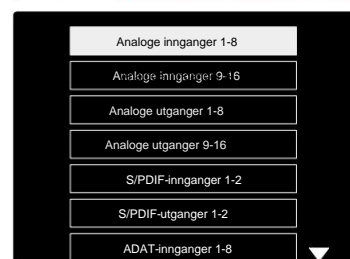 Analoge innganger 1-8
Analoge innganger 9-16
Analoge utganger 1-8
Analoge utganger 9-16
S/PDIF-innganger 1-2
S/PDIF-utganger 1-2
ADAT-innganger 1-8